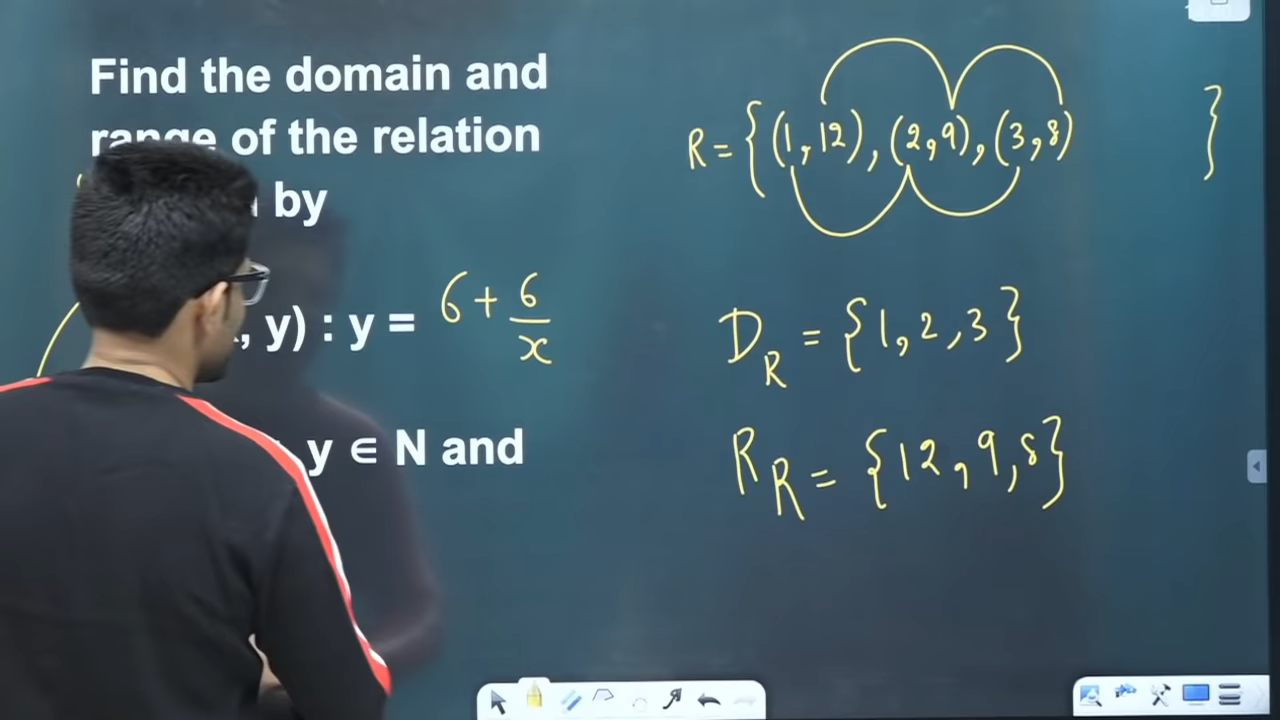 Find the domain and
range of the relation
by
, y) : y = 6 + 6/x
y ∈ N and
R = {(1, 12), (2, 9), (3, 8) }
D_R = {1, 2, 3}
R_R = {12, 9, 8}